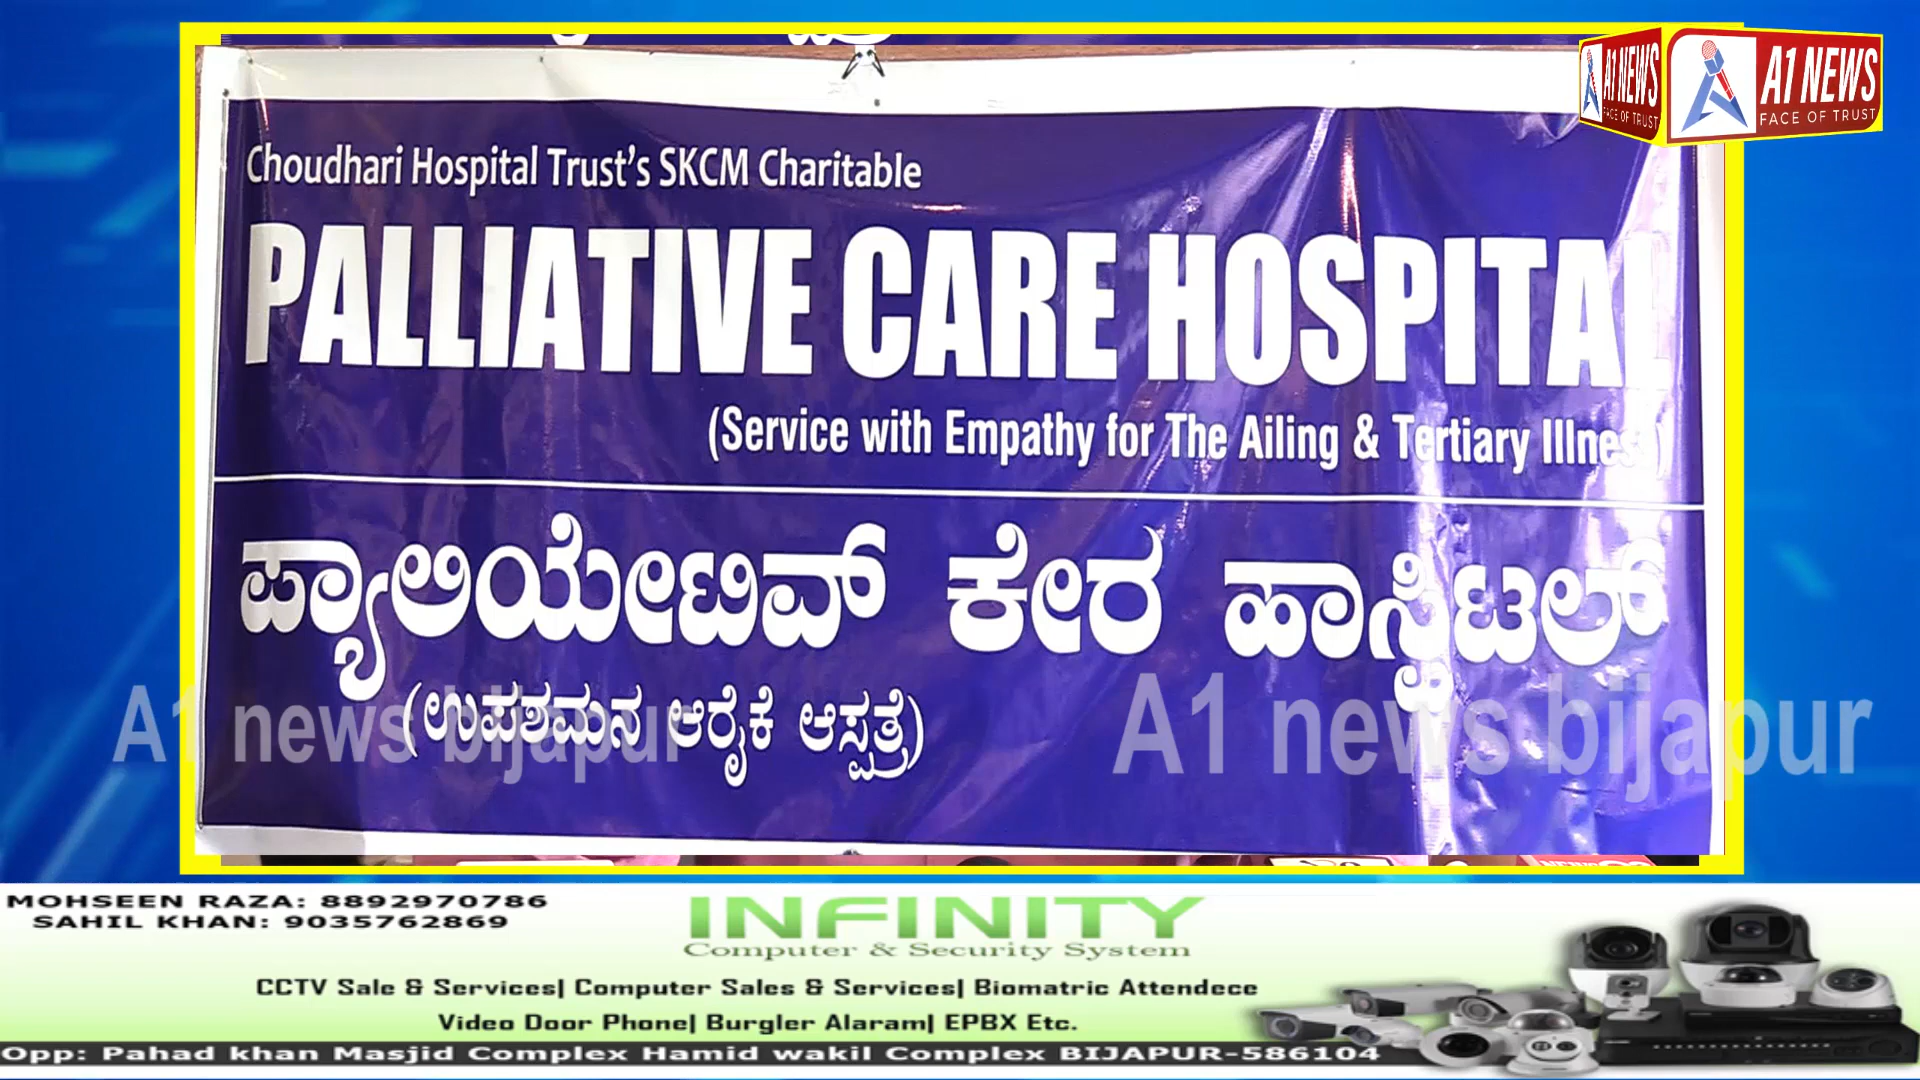 A1 NEWS
FACE OF TRUST
A1 NEWS
FACE OF TRUST
Choudhari Hospital Trust's SKCM Charitable
PALLIATIVE CARE HOSPITAL
(Service with Empathy for The Ailing & Tertiary Illness)
ಪ್ಯಾಲಿಯೇಟಿವ್ ಕೇರ ಹಾಸ್ಪಿಟಲ್
(ಉಪಶಮನ ಆರೈಕೆ ಆಸ್ಪತ್ರೆ)
A1 news bijapur
A1 news bijapur
MOHSEEN RAZA: 8892970786
SAHIL KHAN: 9035762869
INFINITY
Computer & Security System
CCTV Sale & Services| Computer Sales & Services| Biomatric Attendece
Video Door Phone| Burgler Alaram| EPBX Etc.
Opp: Pahad khan Masjid Complex Hamid wakil Complex BIJAPUR-586104